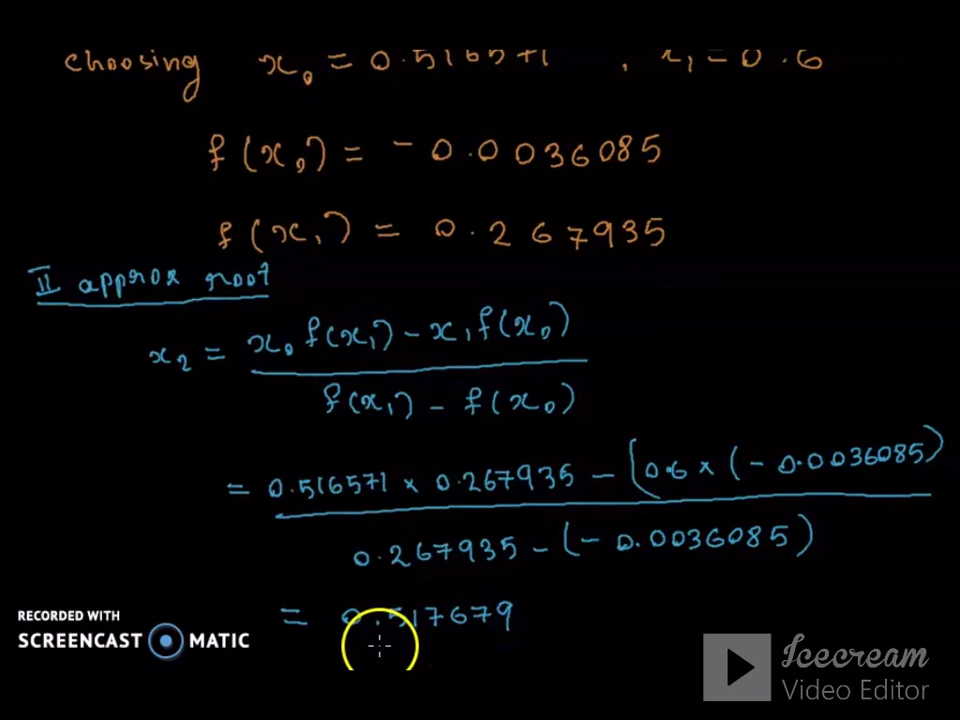 choosing x₀ = 0.516571 , x₁ = 0.6
f(x₀) = -0.0036085
f(x₁) = 0.267935
II approx root
x₂ = x₀ f(x₁) - x₁ f(x₀)
f(x₁) - f(x₀)
= 0.516571 × 0.267935 - (0.6 × (-0.0036085)
0.267935 - (-0.0036085)
= 0.517679
RECORDED WITH
SCREENCAST MATIC
Icecream
Video Editor